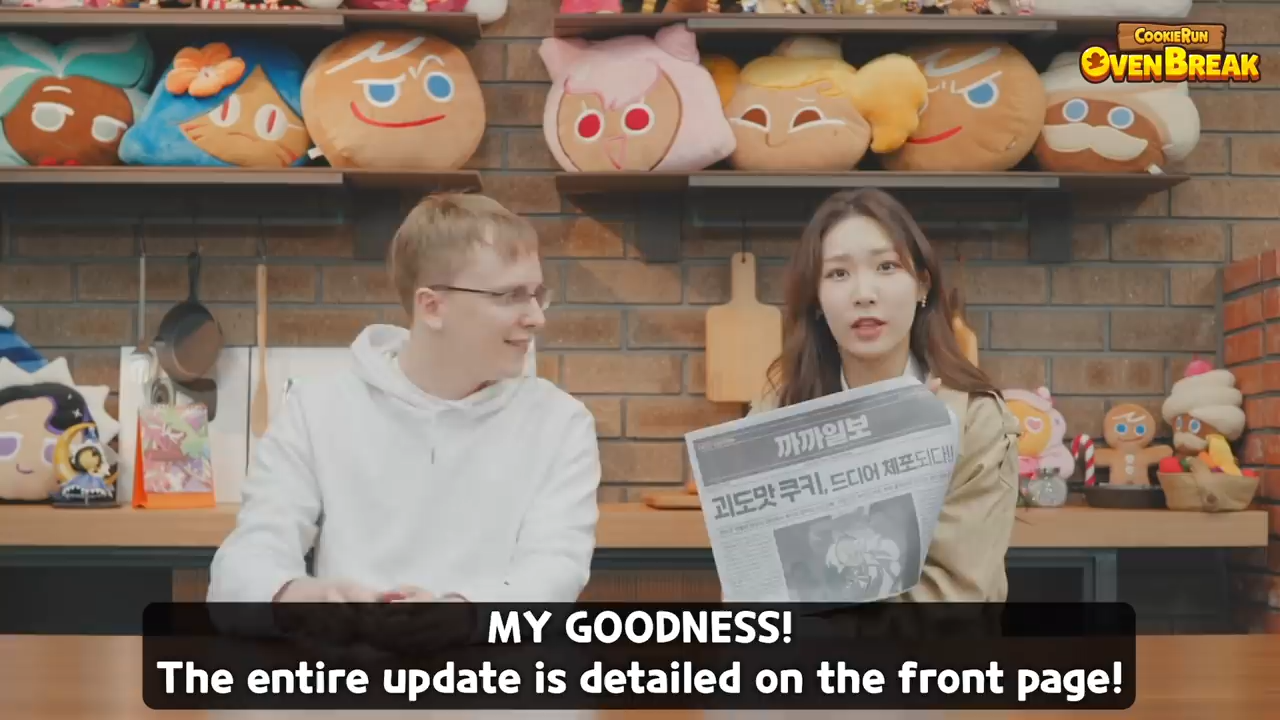 COOKIERUN
OVENBREAK
까까일보
괴도맛 쿠키, 드디어 체포되다!!
MY GOODNESS!
The entire update is detailed on the front page!